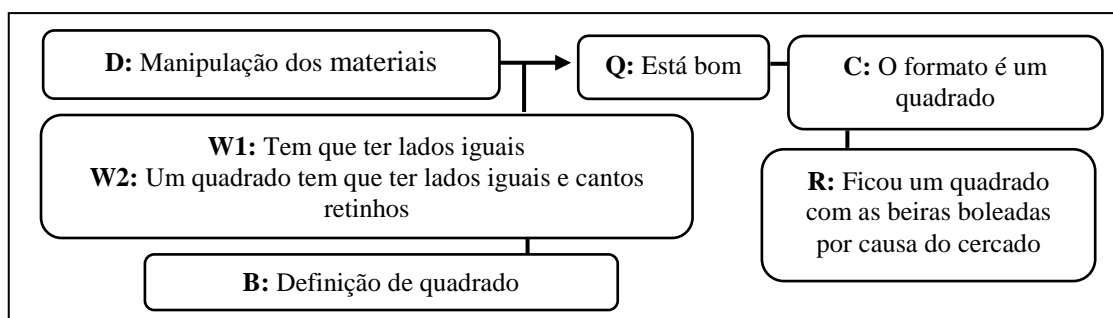 D: Manipulação dos materiais
Q: Está bom
C: O formato é um
quadrado
W1: Tem que ter lados iguais
W2: Um quadrado tem que ter lados iguais e cantos
retinhos
R: Ficou um quadrado
com as beiras boleadas
por causa do cercado
B: Definição de quadrado